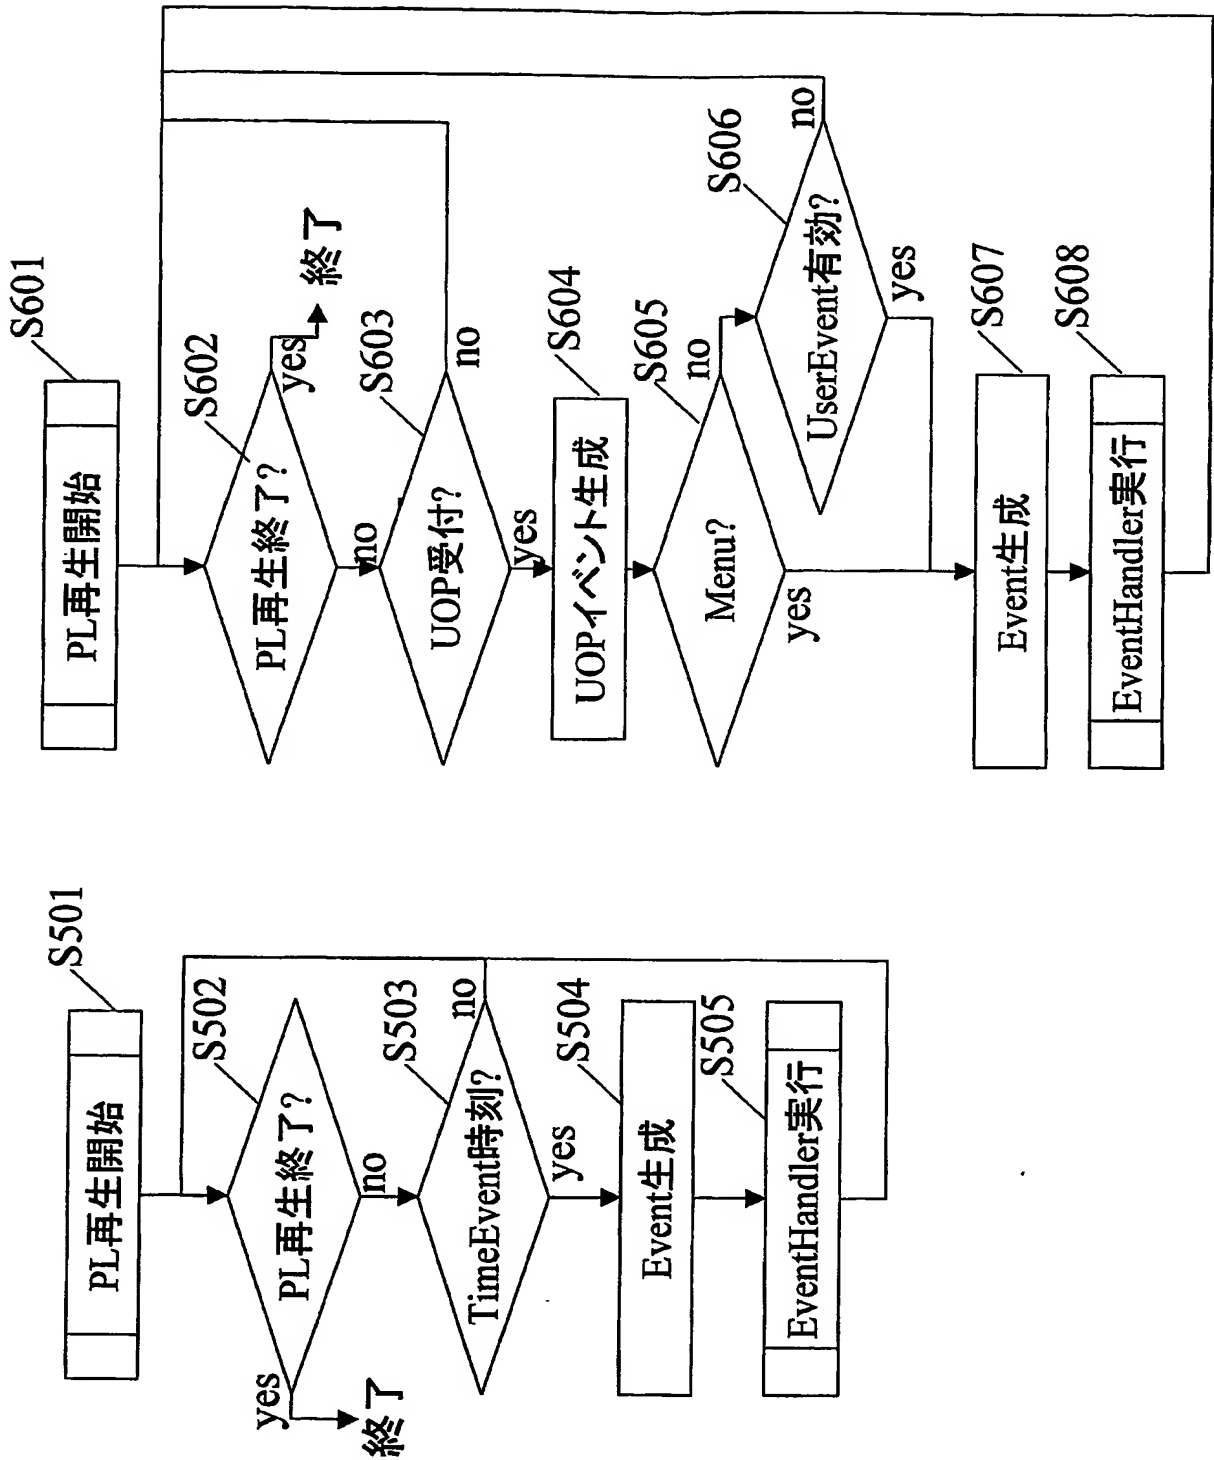 S501
PL再生開始
S502
PL再生終了?
yes
終了
no
S503
TimeEvent時刻?
no
yes
S504
Event生成
S505
EventHandler実行
S601
PL再生開始
S602
PL再生終了?
yes
終了
no
S603
UOP受付?
no
yes
S604
UOPイベント生成
S605
Menu?
no
yes
S606
UserEvent有効?
no
yes
S607
Event生成
S608
EventHandler実行